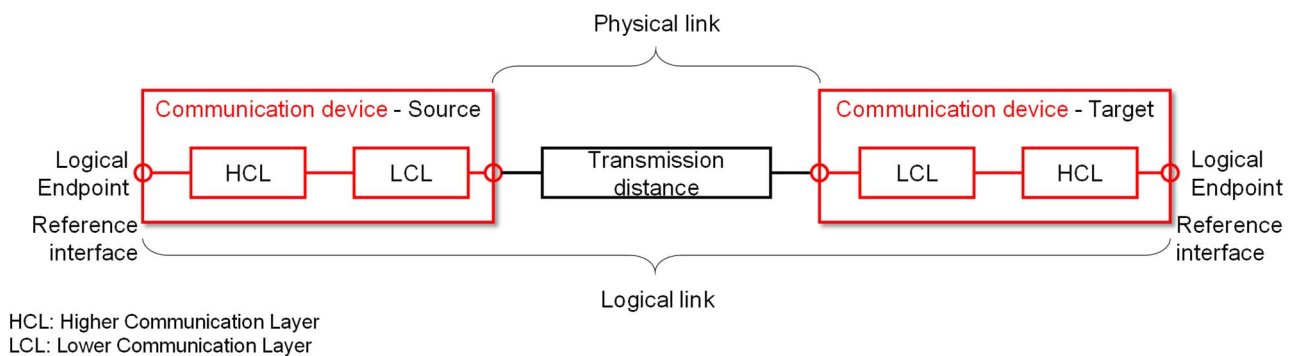 Physical link
Communication device - Source
Communication device - Target
Logical
Endpoint
HCL
LCL
Transmission
distance
LCL
HCL
Logical
Endpoint
Reference
interface
Reference
interface
Logical link
HCL: Higher Communication Layer
LCL: Lower Communication Layer